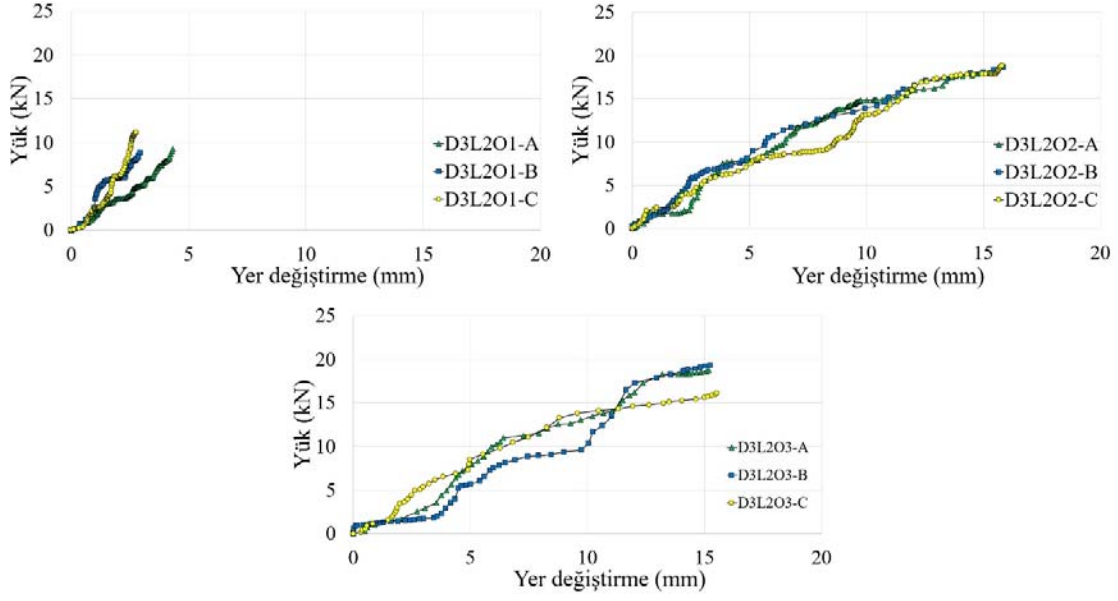 25
20
15
10
5
0
Yük (kN)
D3L2O1-A
D3L2O1-B
D3L2O1-C
0 5 10 15 20
Yer değiştirme (mm)
25
20
15
10
5
0
Yük (kN)
D3L2O2-A
D3L2O2-B
D3L2O2-C
0 5 10 15 20
Yer değiştirme (mm)
25
20
15
10
5
0
Yük (kN)
D3L2O3-A
D3L2O3-B
D3L2O3-C
0 5 10 15 20
Yer değiştirme (mm)